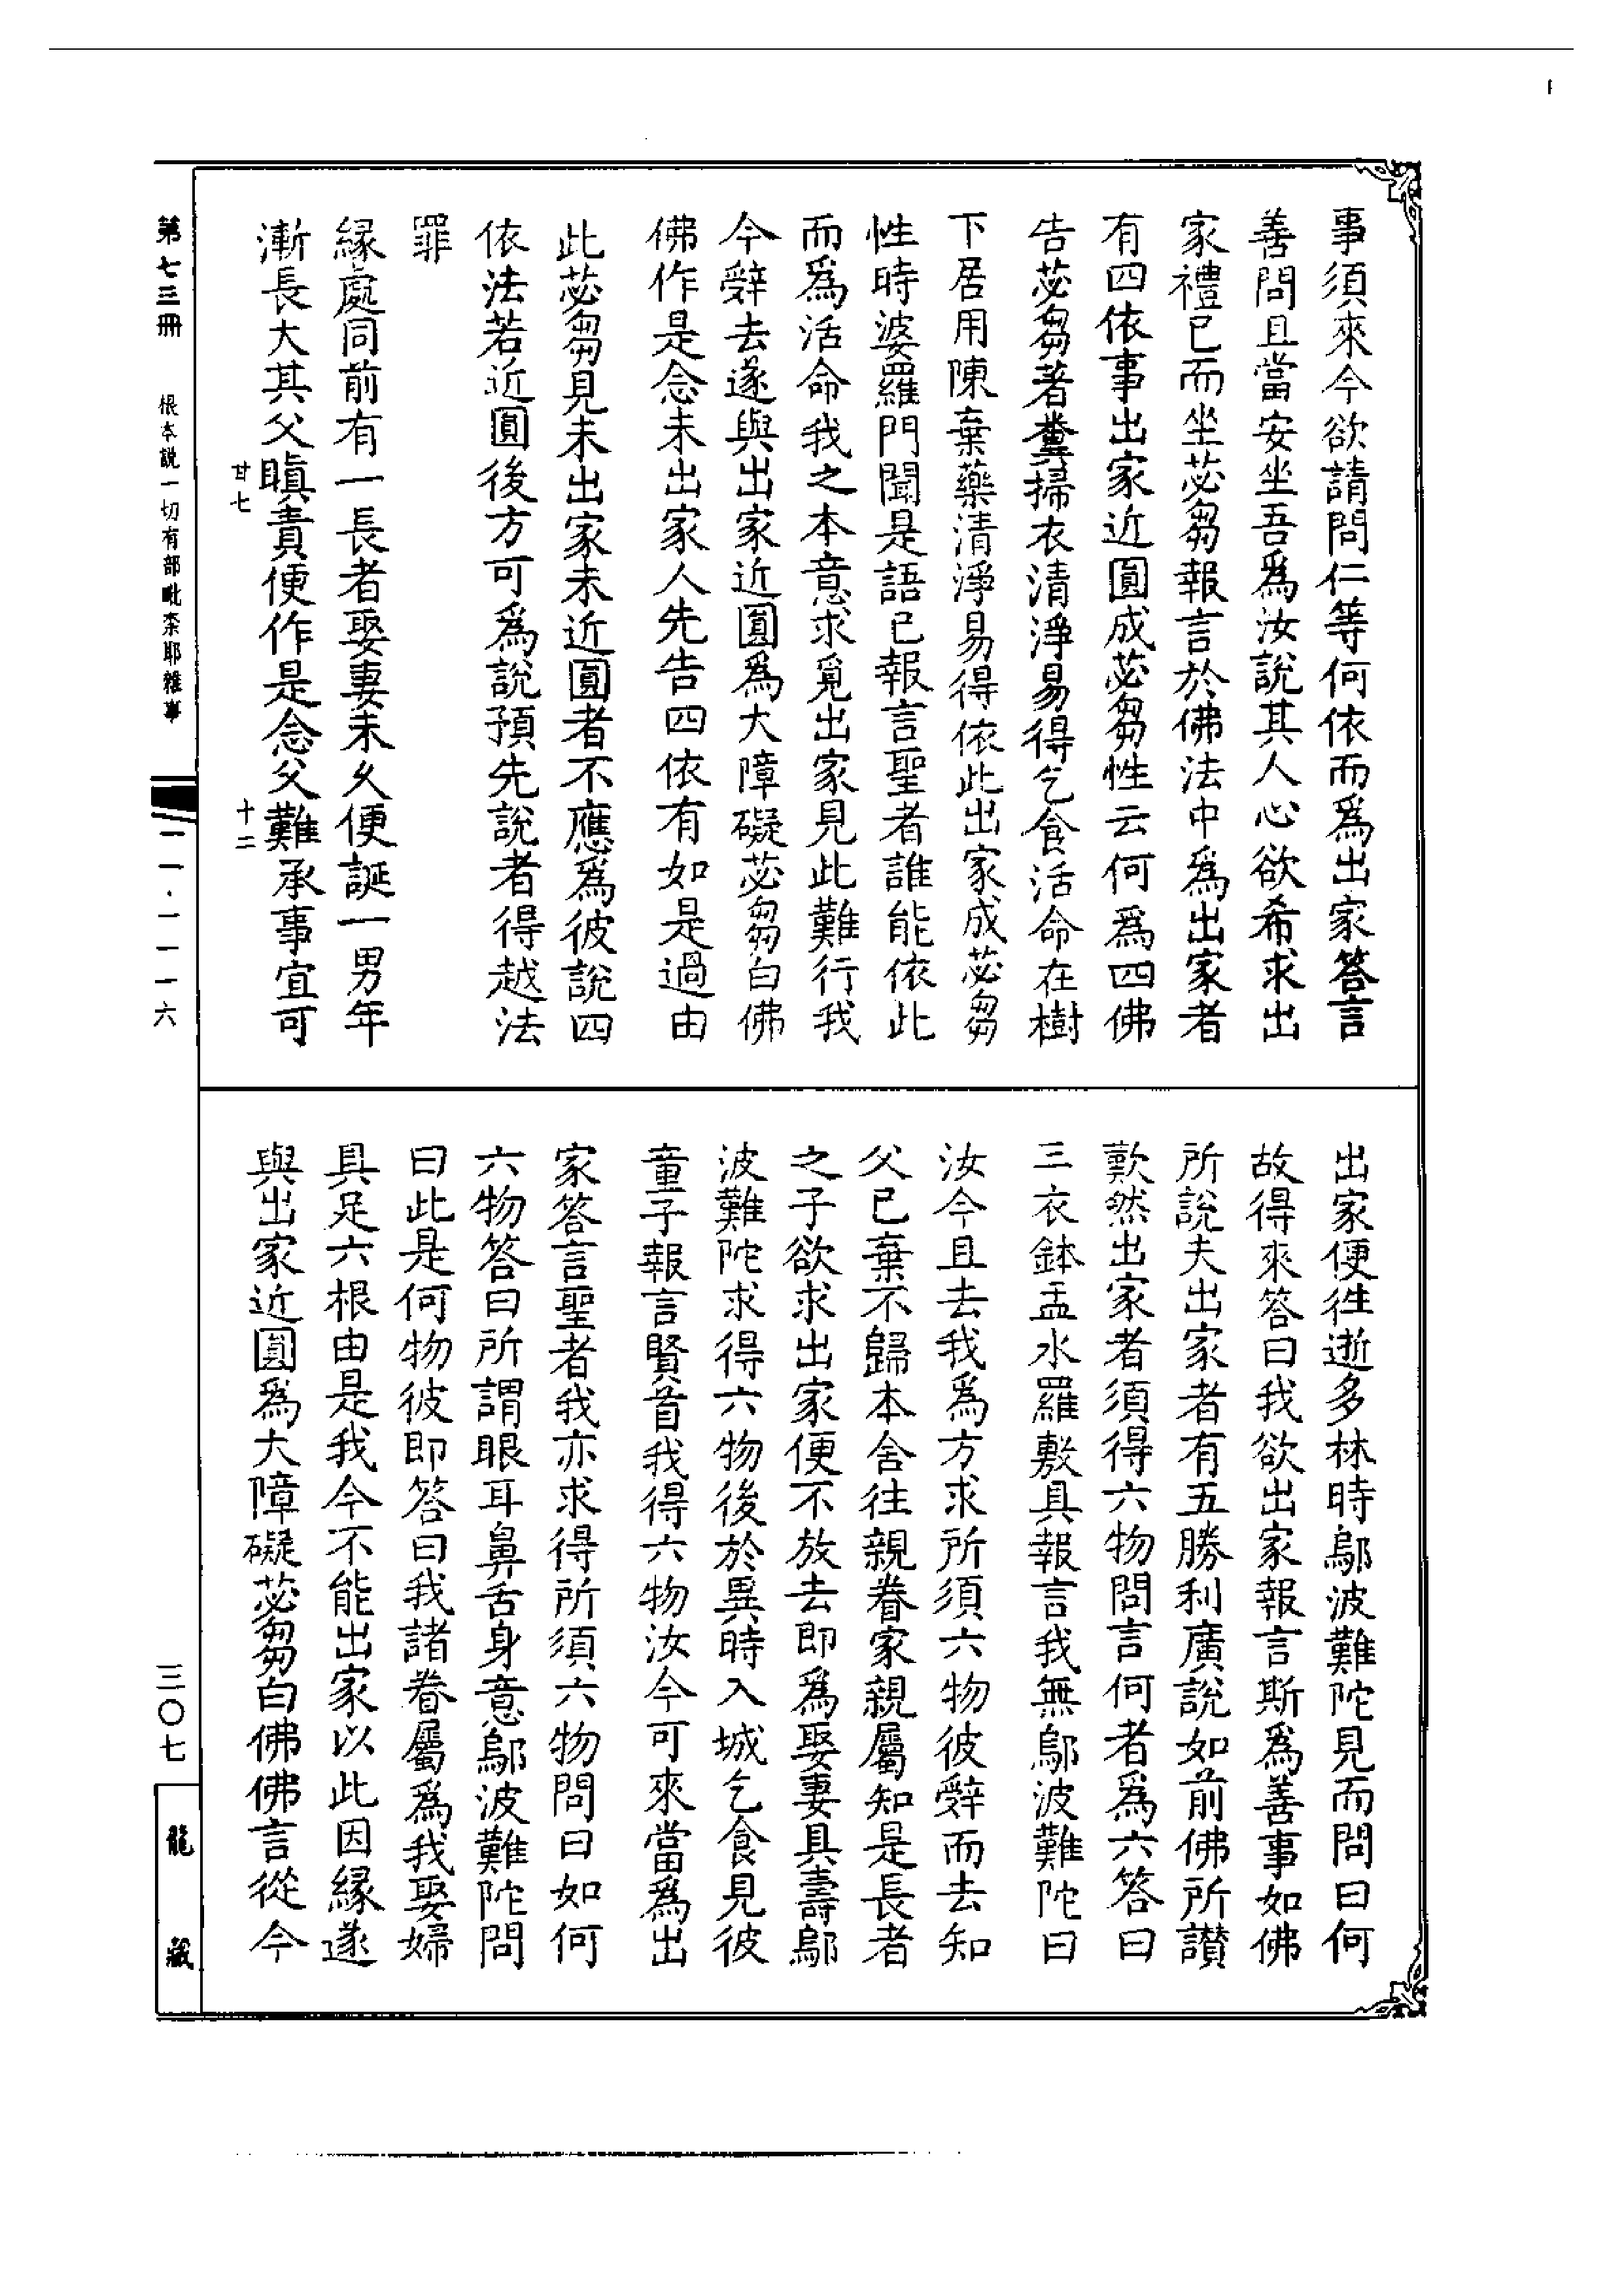 事須來今欲請問仁等何依而爲出家答言
善問且當安坐吾爲汝說其人心欲希求出
家禮已而坐苾芻報言於佛法中爲出家者
有四依事出家近圓成苾芻性云何爲四佛
告苾芻著糞掃衣清淨易得乞食活命在樹
下居用陳棄藥清淨易得依此出家成苾芻
性時婆羅門聞是語已報言聖者誰能依此
而爲活命我之本意求覓出家見此難行我
今辭去遂與出家近圓爲大障礙苾芻白佛
佛作是念未出家人先告四依有如是過由
此苾芻見未出家未近圓者不應爲彼說四
依法若近圓後方可爲說預先說者得越法
罪
緣處同前有一長者娶妻未久便誕一男年
漸長大其父瞋責便作是念父難承事宜可
甘七
十二
出家便往逝多林時鄔波難陀見而問曰何
故得來答曰我欲出家報言斯爲善事如佛
所說夫出家者有五勝利廣說如前佛所讚
歎然出家者須得六物問言何者爲六答曰
三衣鉢盂水羅敷具報言我無鄔波難陀曰
汝今且去我爲方求所須六物彼辭而去知
父已棄不歸本舍往親眷家親屬知是長者
之子欲求出家便不放去即爲娶妻具壽鄔
波難陀求得六物後於異時入城乞食見彼
童子報言賢首我得六物汝今可來當爲出
家答言聖者我亦求得所須六物問曰如何
六物答曰所謂眼耳鼻舌身意鄔波難陀問
曰此是何物彼即答曰我諸眷屬爲我娶婦
具足六根由是我今不能出家以此因緣遂
與出家近圓爲大障礙苾芻白佛佛言從今
第七三冊
根本說一切有部毗奈耶雜事
一一·一一一六
三〇七
龍藏